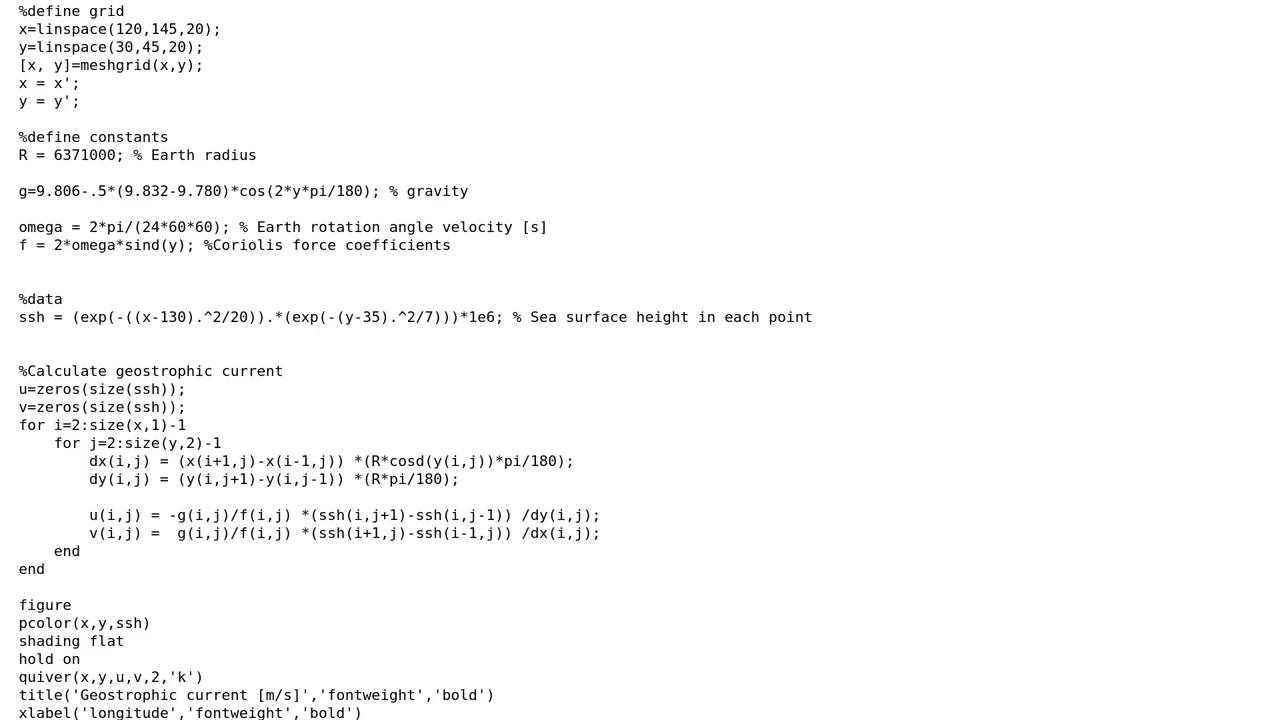 %define grid
x=linspace(120,145,20);
y=linspace(30,45,20);
[x, y]=meshgrid(x,y);
x = x';
y = y';
%define constants
R = 6371000; % Earth radius
g=9.806-.5*(9.832-9.780)*cos(2*y*pi/180); % gravity
omega = 2*pi/(24*60*60); % Earth rotation angle velocity [s]
f = 2*omega*sind(y); %Coriolis force coefficients
%data
ssh = (exp(-((x-130).^2/20)).*(exp(-(y-35).^2/7)))*1e6; % Sea surface height in each point
%Calculate geostrophic current
u=zeros(size(ssh));
v=zeros(size(ssh));
for i=2:size(x,1)-1
    for j=2:size(y,2)-1
        dx(i,j) = (x(i+1,j)-x(i-1,j)) *(R*cosd(y(i,j))*pi/180);
        dy(i,j) = (y(i,j+1)-y(i,j-1)) *(R*pi/180);
        u(i,j) = -g(i,j)/f(i,j) *(ssh(i,j+1)-ssh(i,j-1)) /dy(i,j);
        v(i,j) =  g(i,j)/f(i,j) *(ssh(i+1,j)-ssh(i-1,j)) /dx(i,j);
    end
end
figure
pcolor(x,y,ssh)
shading flat
hold on
quiver(x,y,u,v,2,'k')
title('Geostrophic current [m/s]','fontweight','bold')
xlabel('longitude','fontweight','bold')